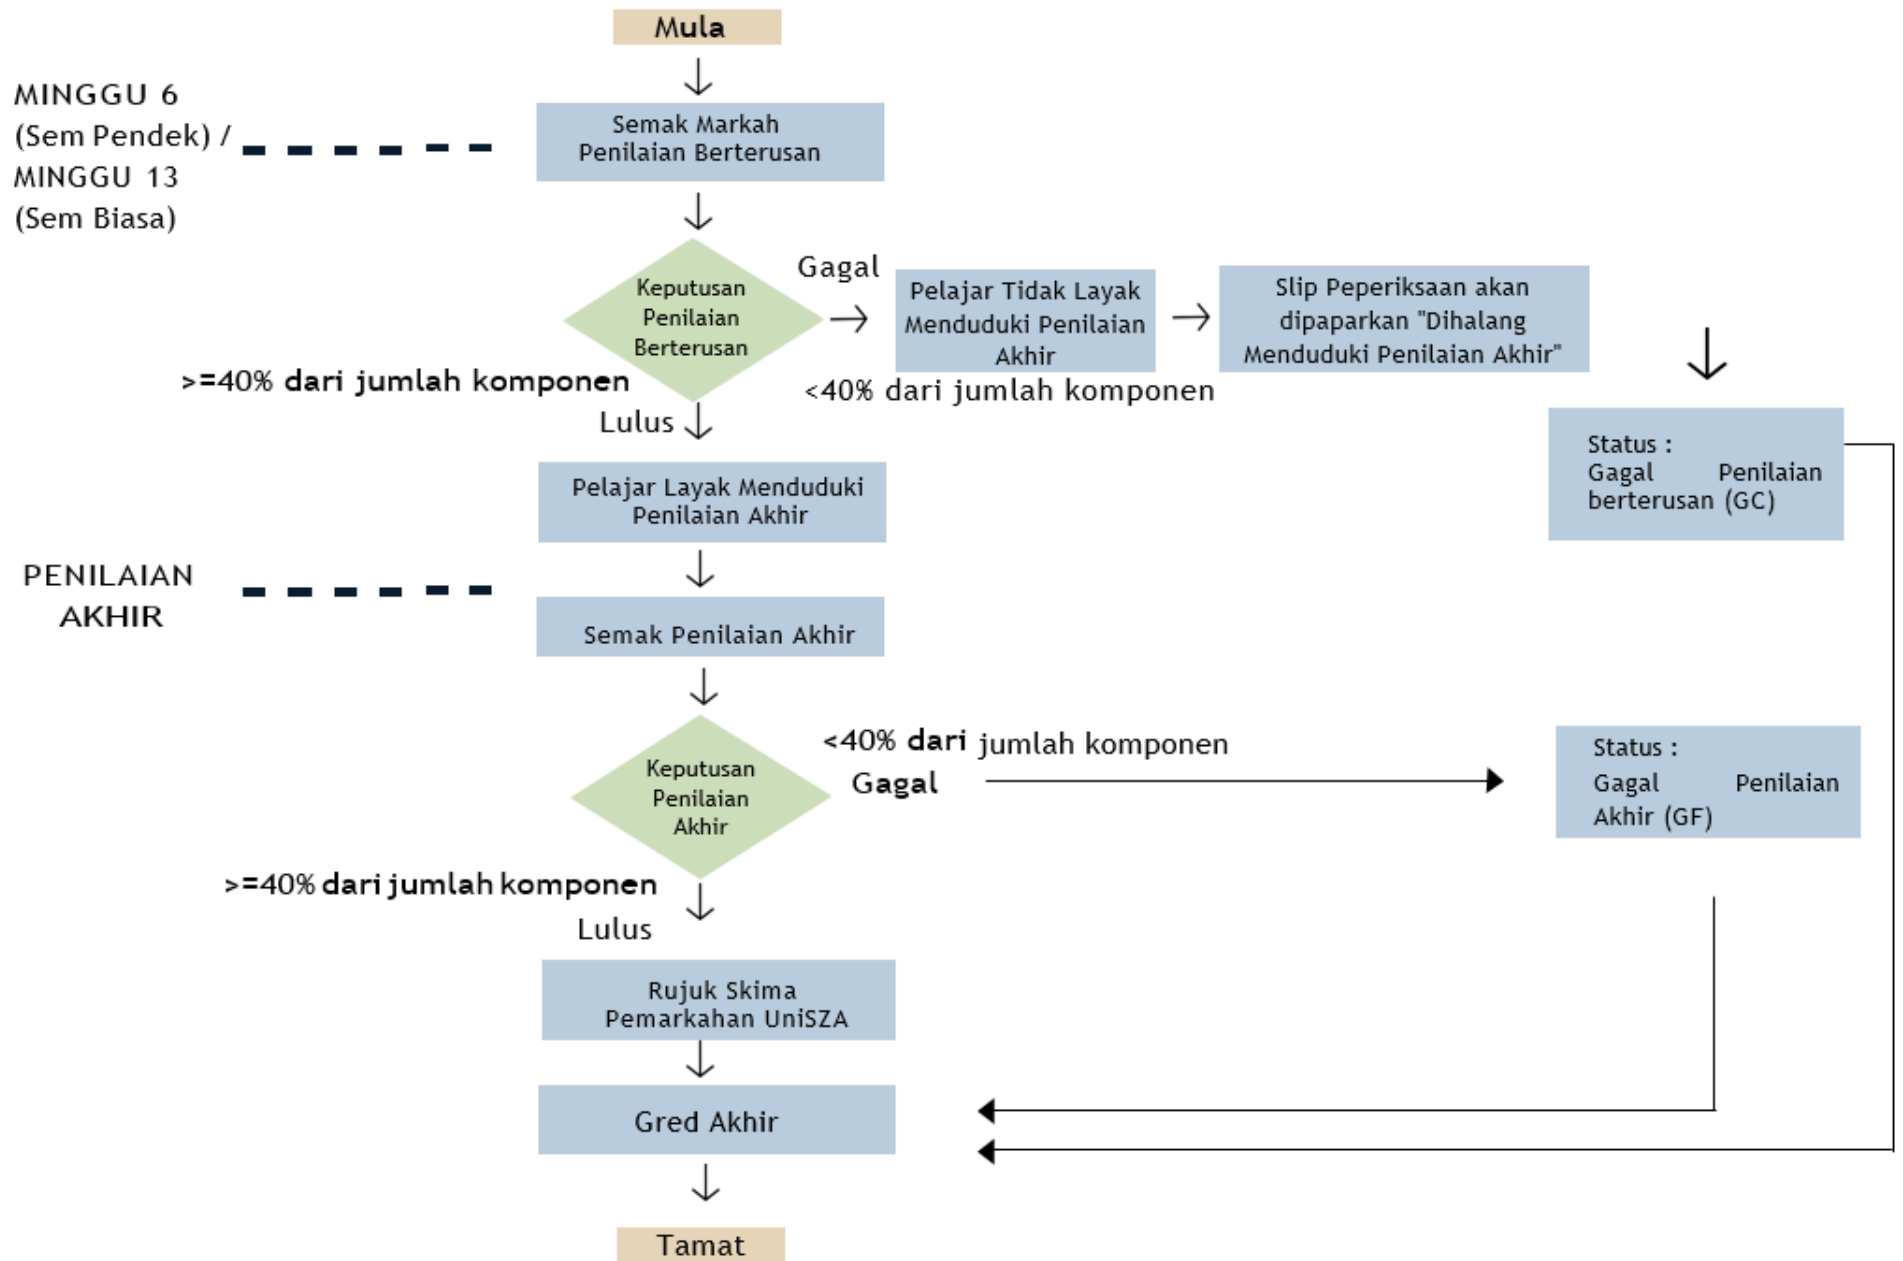 Mula
MINGGU 6
(Sem Pendek) /
MINGGU 13
(Sem Biasa)
Semak Markah
Penilaian Berterusan
Keputusan
Penilaian
Berterusan
Gagal
Pelajar Tidak Layak
Menduduki Penilaian
Akhir
Slip Peperiksaan akan
dipaparkan "Dihalang
Menduduki Penilaian Akhir"
>=40% dari jumlah komponen
<40% dari jumlah komponen
Lulus
Status :
Gagal Penilaian
berterusan (GC)
Pelajar Layak Menduduki
Penilaian Akhir
PENILAIAN
AKHIR
Semak Penilaian Akhir
Keputusan
Penilaian
Akhir
<40% dari jumlah komponen
Gagal
Status :
Gagal Penilaian
Akhir (GF)
>=40% dari jumlah komponen
Lulus
Rujuk Skima
Pemarkahan UniSZA
Gred Akhir
Tamat